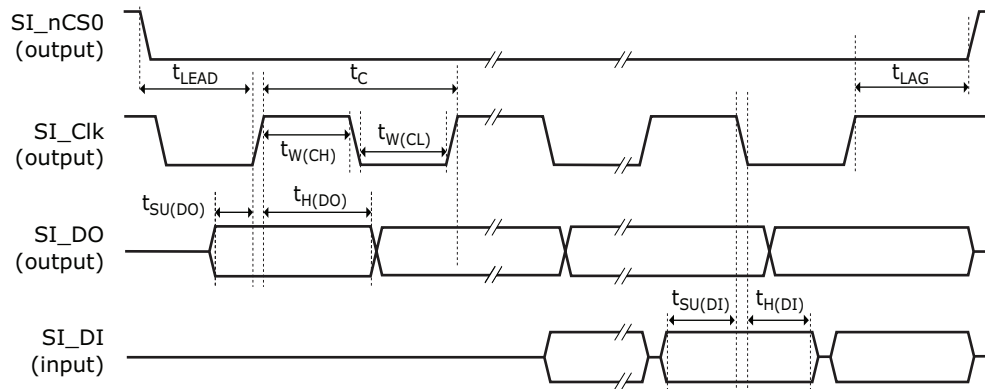 SI_nCS0
(output)
tLEAD
tC
tLAG
SI_Clk
(output)
tW(CH)
tW(CL)
tSU(DO)
tH(DO)
SI_DO
(output)
tSU(DI)
tH(DI)
SI_DI
(input)